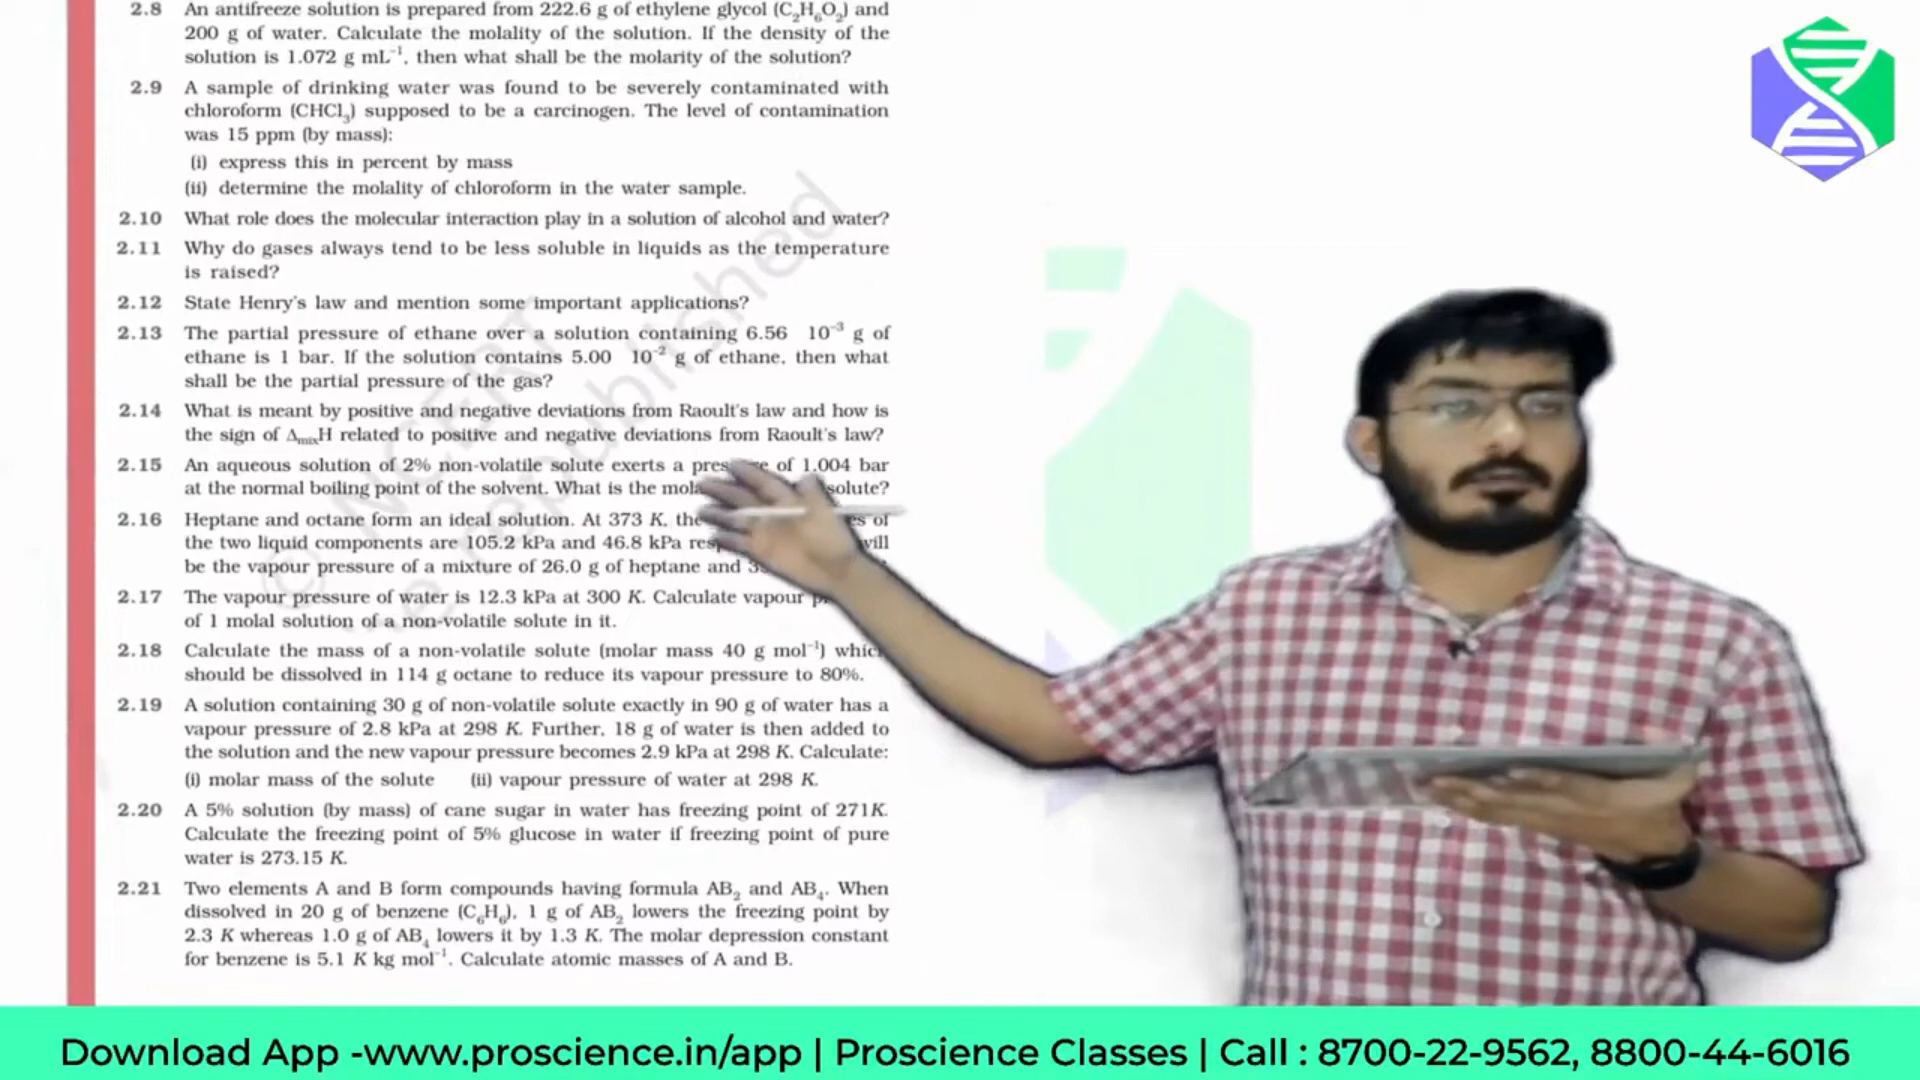 2.8 An antifreeze solution is prepared from 222.6 g of ethylene glycol (C₂H₆O₂) and
200 g of water. Calculate the molality of the solution. If the density of the
solution is 1.072 g mL⁻¹, then what shall be the molarity of the solution?
2.9 A sample of drinking water was found to be severely contaminated with
chloroform (CHCl₃) supposed to be a carcinogen. The level of contamination
was 15 ppm (by mass):
(i) express this in percent by mass
(ii) determine the molality of chloroform in the water sample.
2.10 What role does the molecular interaction play in a solution of alcohol and water?
2.11 Why do gases always tend to be less soluble in liquids as the temperature
is raised?
2.12 State Henry's law and mention some important applications?
2.13 The partial pressure of ethane over a solution containing 6.56 10⁻³ g of
ethane is 1 bar. If the solution contains 5.00 10⁻² g of ethane, then what
shall be the partial pressure of the gas?
2.14 What is meant by positive and negative deviations from Raoult's law and how is
the sign of ΔₘᵢₓH related to positive and negative deviations from Raoult's law?
2.15 An aqueous solution of 2% non-volatile solute exerts a of 1.004 bar
at the normal boiling point of the solvent. What is the solute?
2.16 Heptane and octane form an ideal solution. At 373 K, the of
the two liquid components are 105.2 kPa and 46.8 kPa will
be the vapour pressure of a mixture of 26.0 g of heptane and
2.17 The vapour pressure of water is 12.3 kPa at 300 K. Calculate vapour
of 1 molal solution of a non-volatile solute in it.
2.18 Calculate the mass of a non-volatile solute (molar mass 40 g mol⁻¹) which
should be dissolved in 114 g octane to reduce its vapour pressure to 80%.
2.19 A solution containing 30 g of non-volatile solute exactly in 90 g of water has a
vapour pressure of 2.8 kPa at 298 K. Further, 18 g of water is then added to
the solution and the new vapour pressure becomes 2.9 kPa at 298 K. Calculate:
(i) molar mass of the solute (ii) vapour pressure of water at 298 K.
2.20 A 5% solution (by mass) of cane sugar in water has freezing point of 271K.
Calculate the freezing point of 5% glucose in water if freezing point of pure
water is 273.15 K.
2.21 Two elements A and B form compounds having formula AB₂ and AB₄. When
dissolved in 20 g of benzene (C₆H₆), 1 g of AB₂ lowers the freezing point by
2.3 K whereas 1.0 g of AB₄ lowers it by 1.3 K. The molar depression constant
for benzene is 5.1 K kg mol⁻¹. Calculate atomic masses of A and B.
© NCERT
be republished
Download App -www.proscience.in/app | Proscience Classes | Call : 8700-22-9562, 8800-44-6016